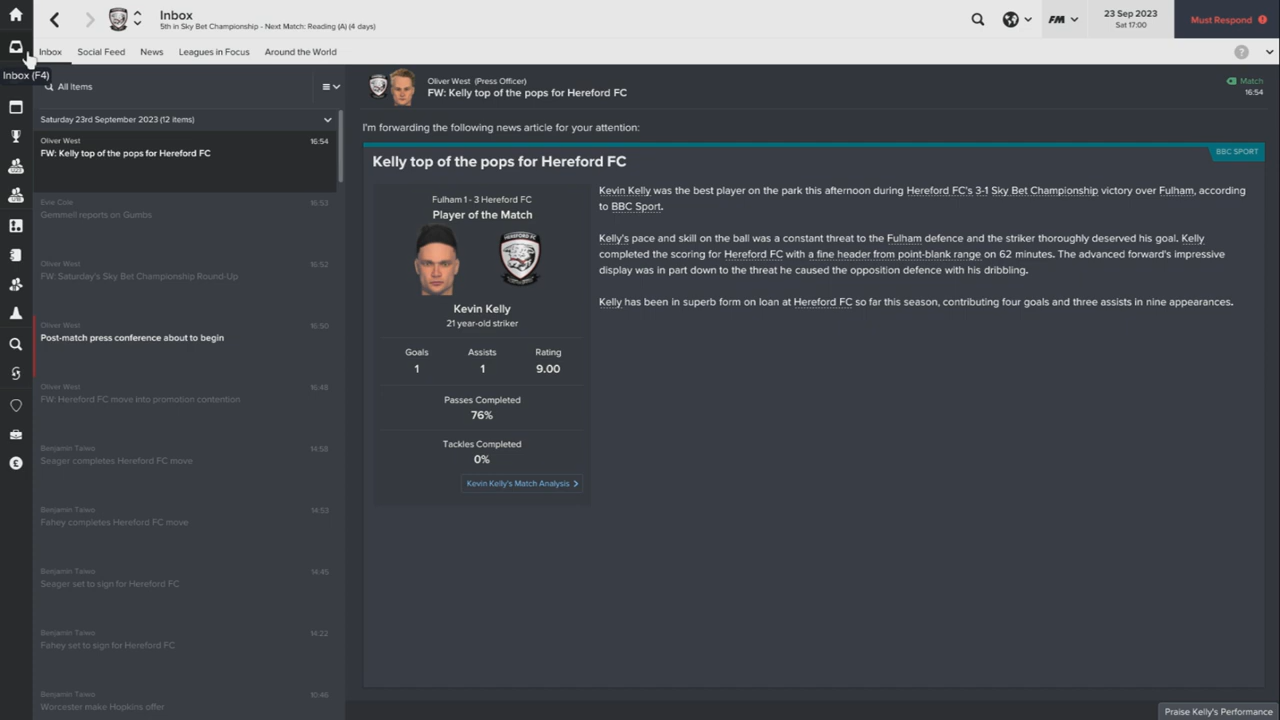 Inbox
5th in Sky Bet Championship - Next Match: Reading (A) (4 days)
FM
23 Sep 2023
Sat 17:00
Must Respond
Inbox
Social Feed
News
Leagues in Focus
Around the World
Inbox (F4)
All Items
Saturday 23rd September 2023 (12 items)
Oliver West 16:54
FW: Kelly top of the pops for Hereford FC
Evie Cole 16:53
Gemmell reports on Gumbs
Oliver West 16:52
FW: Saturday's Sky Bet Championship Round-Up
Oliver West 16:50
Post-match press conference about to begin
Oliver West 16:48
FW: Hereford FC move into promotion contention
Benjamin Taiwo 14:58
Seager completes Hereford FC move
Benjamin Taiwo 14:53
Fahey completes Hereford FC move
Benjamin Taiwo 14:45
Seager set to sign for Hereford FC
Benjamin Taiwo 14:22
Fahey set to sign for Hereford FC
Benjamin Taiwo 10:46
Worcester make Hopkins offer
Oliver West (Press Officer)
FW: Kelly top of the pops for Hereford FC
Match
16:54
I'm forwarding the following news article for your attention:
BBC SPORT
Kelly top of the pops for Hereford FC
Fulham 1 - 3 Hereford FC
Player of the Match
HEREFORD FC
Kevin Kelly
21 year-old striker
Goals Assists Rating
1 1 9.00
Passes Completed
76%
Tackles Completed
0%
Kevin Kelly's Match Analysis
Kevin Kelly was the best player on the park this afternoon during Hereford FC's 3-1 Sky Bet Championship victory over Fulham, according
to BBC Sport.
Kelly's pace and skill on the ball was a constant threat to the Fulham defence and the striker thoroughly deserved his goal. Kelly
completed the scoring for Hereford FC with a fine header from point-blank range on 62 minutes. The advanced forward's impressive
display was in part down to the threat he caused the opposition defence with his dribbling.
Kelly has been in superb form on loan at Hereford FC so far this season, contributing four goals and three assists in nine appearances.
Praise Kelly's Performance